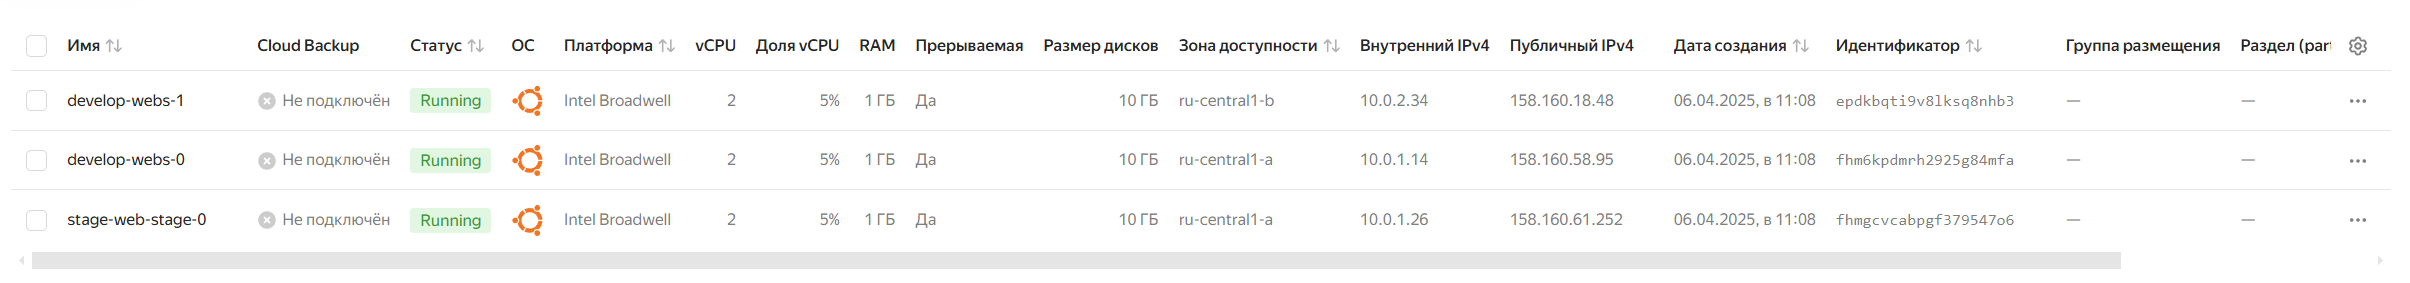 Имя Cloud Backup Статус ОС Платформа vCPU Доля vCPU RAM Прерываемая Размер дисков Зона доступности Внутренний IPv4 Публичный IPv4 Дата создания Идентификатор Группа размещения Раздел (part
develop-webs-1 Не подключён Running Intel Broadwell 2 5% 1 ГБ Да 10 ГБ ru-central1-b 10.0.2.34 158.160.18.48 06.04.2025, в 11:08 epdkbqti9v8lksq8nhb3 — —
develop-webs-0 Не подключён Running Intel Broadwell 2 5% 1 ГБ Да 10 ГБ ru-central1-a 10.0.1.14 158.160.58.95 06.04.2025, в 11:08 fhm6kpdmrh2925g84mfa — —
stage-web-stage-0 Не подключён Running Intel Broadwell 2 5% 1 ГБ Да 10 ГБ ru-central1-a 10.0.1.26 158.160.61.252 06.04.2025, в 11:08 fhmgcvcabpgf379547o6 — —